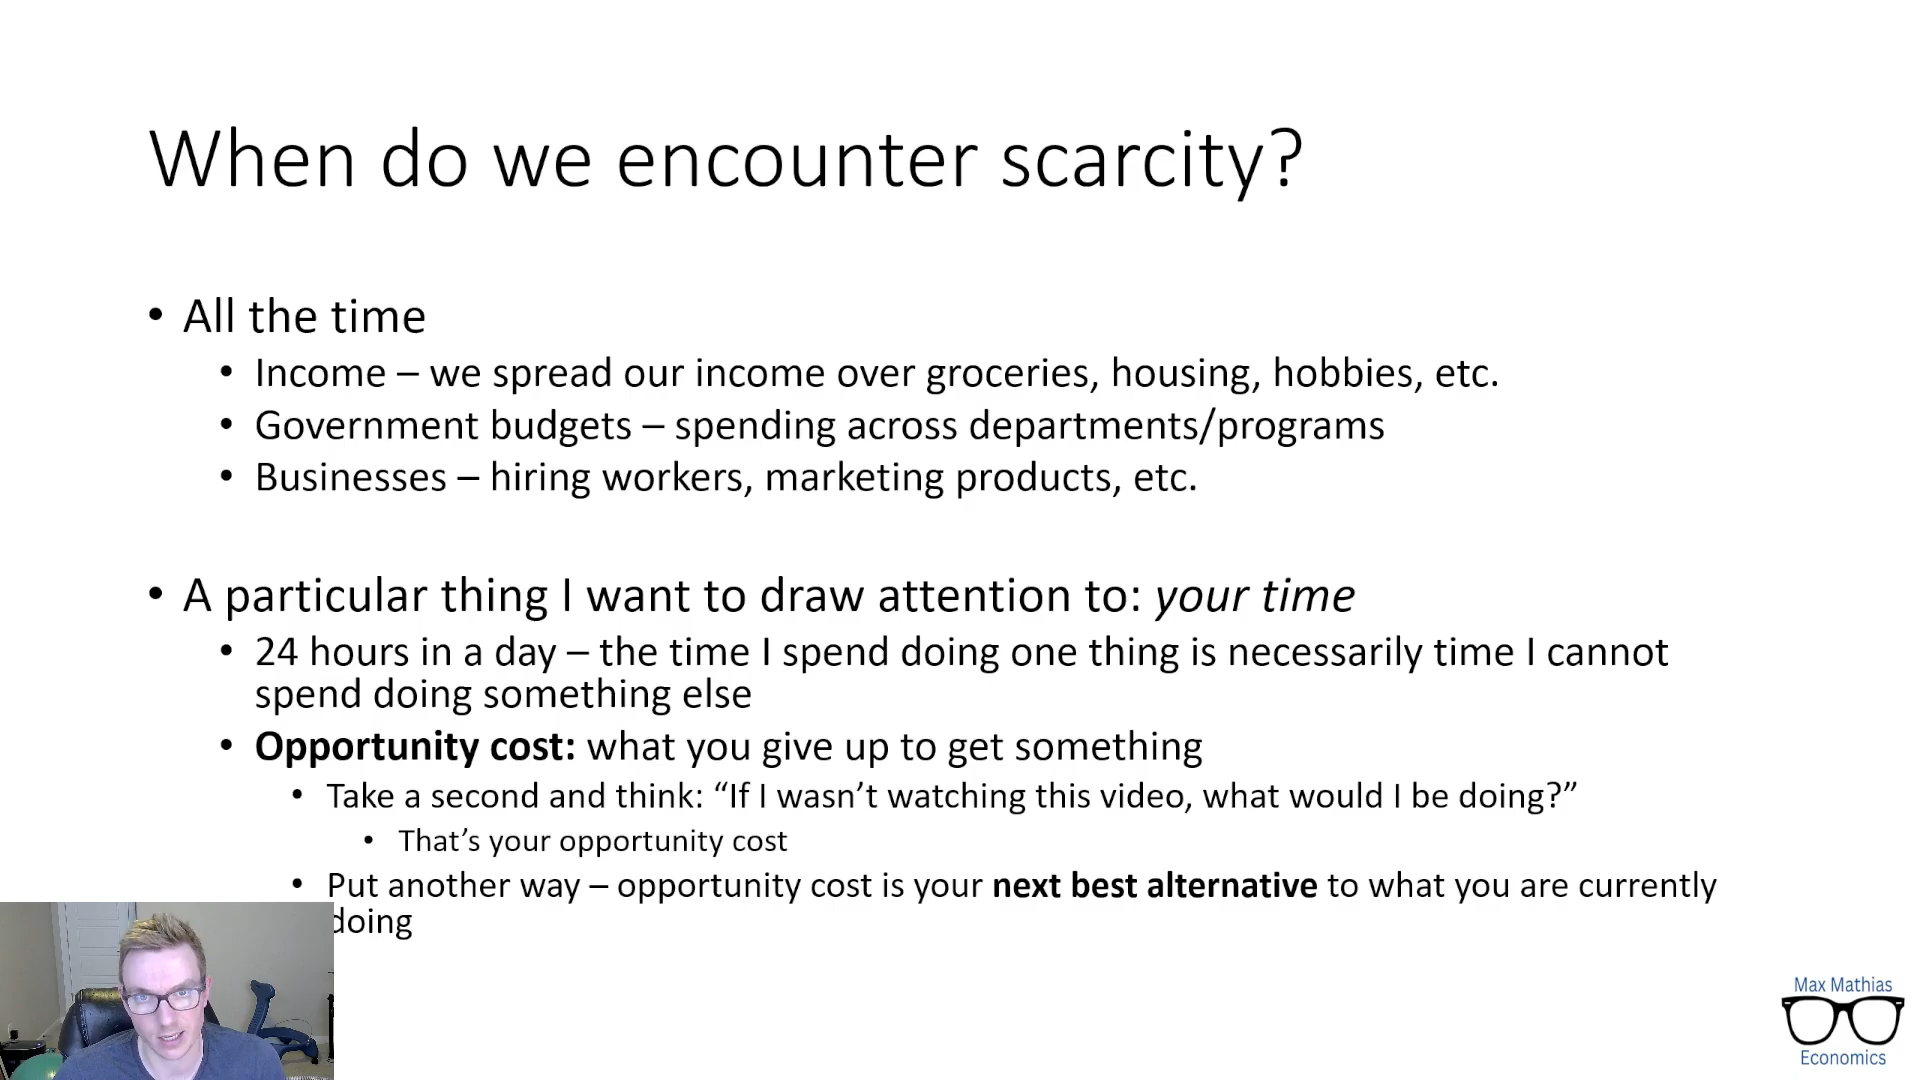 When do we encounter scarcity?
• All the time
• Income – we spread our income over groceries, housing, hobbies, etc.
• Government budgets – spending across departments/programs
• Businesses – hiring workers, marketing products, etc.
• A particular thing I want to draw attention to: your time
• 24 hours in a day – the time I spend doing one thing is necessarily time I cannot
spend doing something else
• Opportunity cost: what you give up to get something
• Take a second and think: “If I wasn’t watching this video, what would I be doing?”
• That’s your opportunity cost
• Put another way – opportunity cost is your next best alternative to what you are currently
doing
Max Mathias
Economics